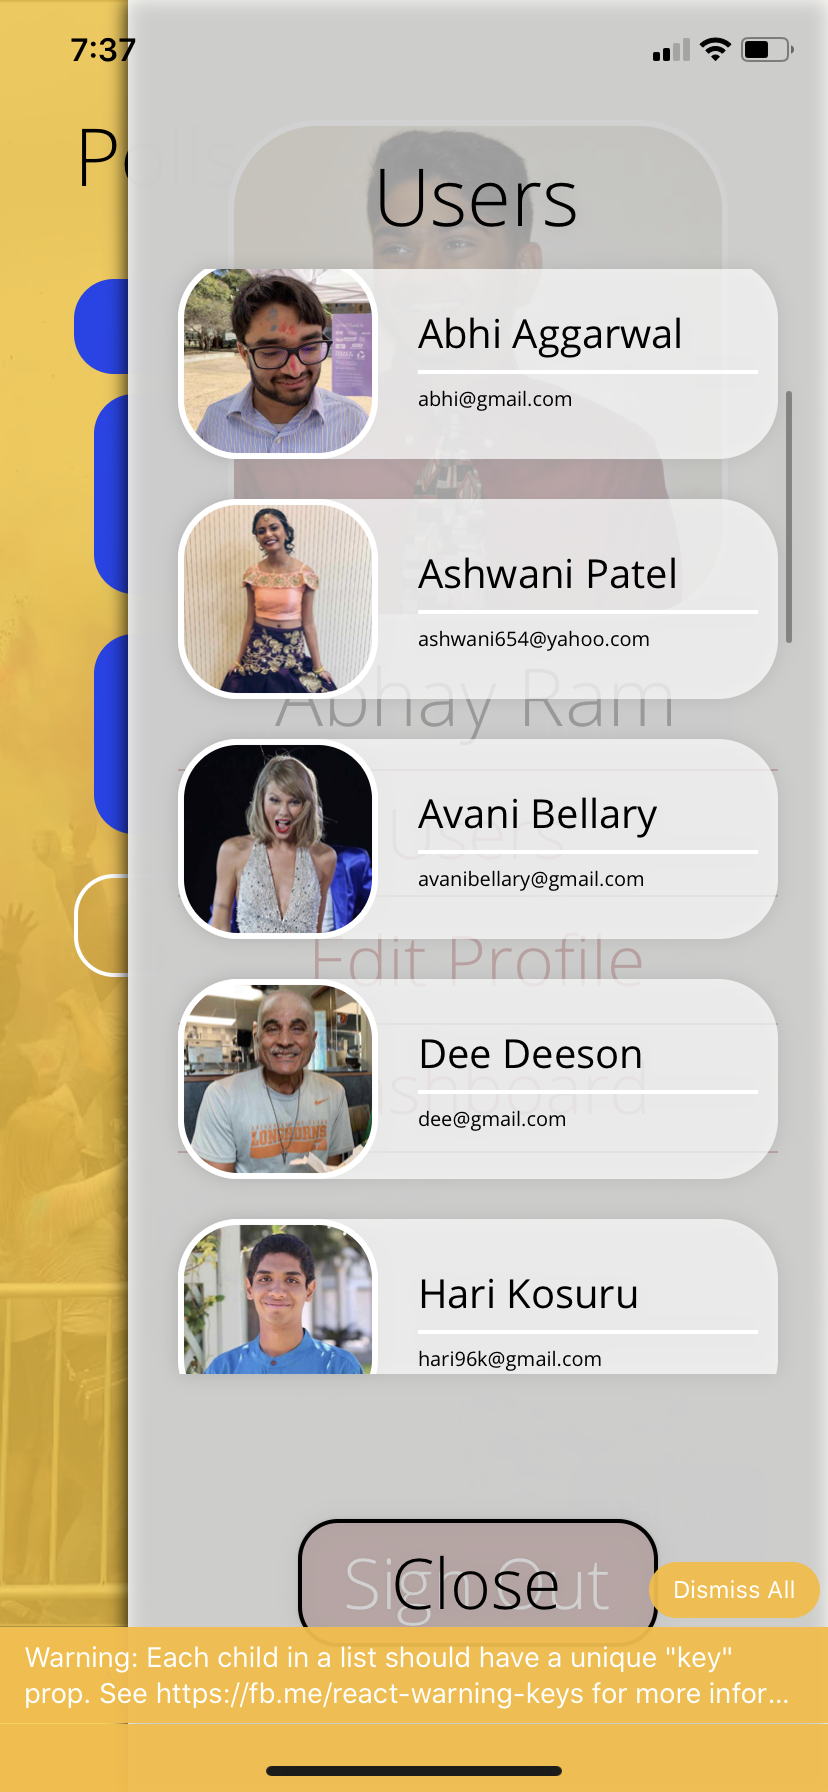 7:37
Polls
Users
Abhi Aggarwal
abhi@gmail.com
Ashwani Patel
ashwani654@yahoo.com
Abhay Ram
Avani Bellary
Users
avanibellary@gmail.com
Edit Profile
Dee Deeson
Dashboard
dee@gmail.com
LONGHORNS
Hari Kosuru
hari96k@gmail.com
Sign Out
Close
Dismiss All
Warning: Each child in a list should have a unique "key"
prop. See https://fb.me/react-warning-keys for more infor...